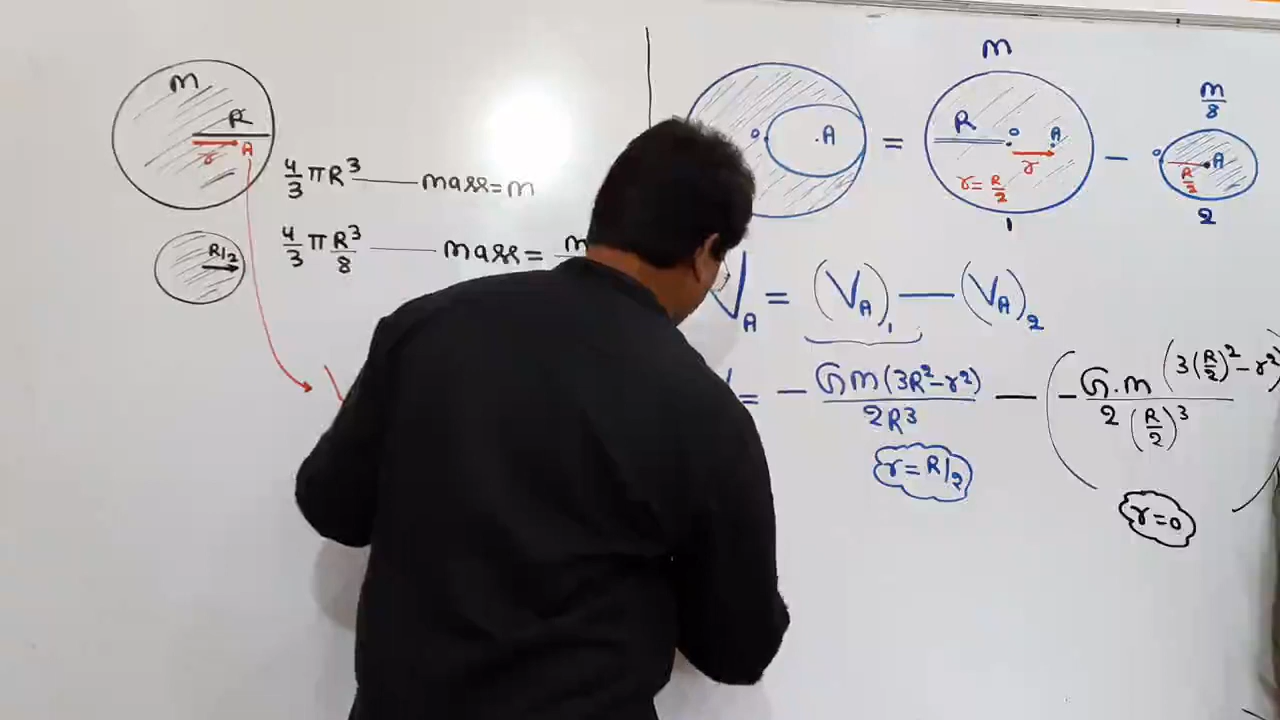 m
R
r A
4/3 πR³ —— mass = m
R/2
4/3 π R³/8 —— mass = m
m
m/8
o .A = R o A r r = R/2 - o A R/2
1 2
V_A = (V_A)₁ — (V_A)₂
= - Gm(3R²-r²)/2R³ — (- G.m (3(R/2)²-r²)/2(R/2)³
r = R/2
r=0